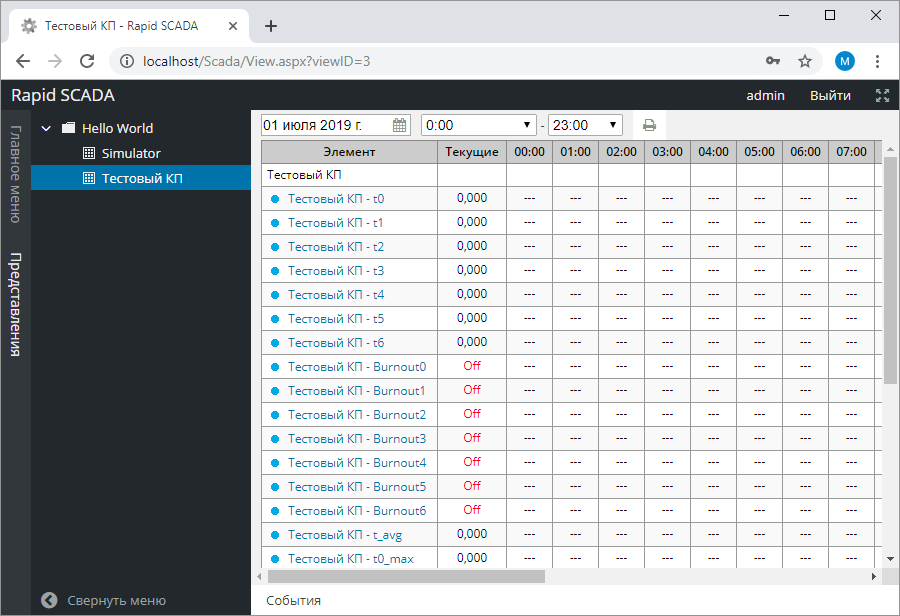 Тестовый КП - Rapid SCADA
localhost/Scada/View.aspx?viewID=3
M
Rapid SCADA
admin Выйти
Главное меню
Представления
Hello World
Simulator
Тестовый КП
Свернуть меню
01 июля 2019 г. 0:00 - 23:00
Элемент Текущие 00:00 01:00 02:00 03:00 04:00 05:00 06:00 07:00
Тестовый КП
Тестовый КП - t0 0,000 --- --- --- --- --- --- --- ---
Тестовый КП - t1 0,000 --- --- --- --- --- --- --- ---
Тестовый КП - t2 0,000 --- --- --- --- --- --- --- ---
Тестовый КП - t3 0,000 --- --- --- --- --- --- --- ---
Тестовый КП - t4 0,000 --- --- --- --- --- --- --- ---
Тестовый КП - t5 0,000 --- --- --- --- --- --- --- ---
Тестовый КП - t6 0,000 --- --- --- --- --- --- --- ---
Тестовый КП - Burnout0 Off --- --- --- --- --- --- --- ---
Тестовый КП - Burnout1 Off --- --- --- --- --- --- --- ---
Тестовый КП - Burnout2 Off --- --- --- --- --- --- --- ---
Тестовый КП - Burnout3 Off --- --- --- --- --- --- --- ---
Тестовый КП - Burnout4 Off --- --- --- --- --- --- --- ---
Тестовый КП - Burnout5 Off --- --- --- --- --- --- --- ---
Тестовый КП - Burnout6 Off --- --- --- --- --- --- --- ---
Тестовый КП - t_avg 0,000 --- --- --- --- --- --- --- ---
Тестовый КП - t0_max 0,000 --- --- --- --- --- --- --- ---
События